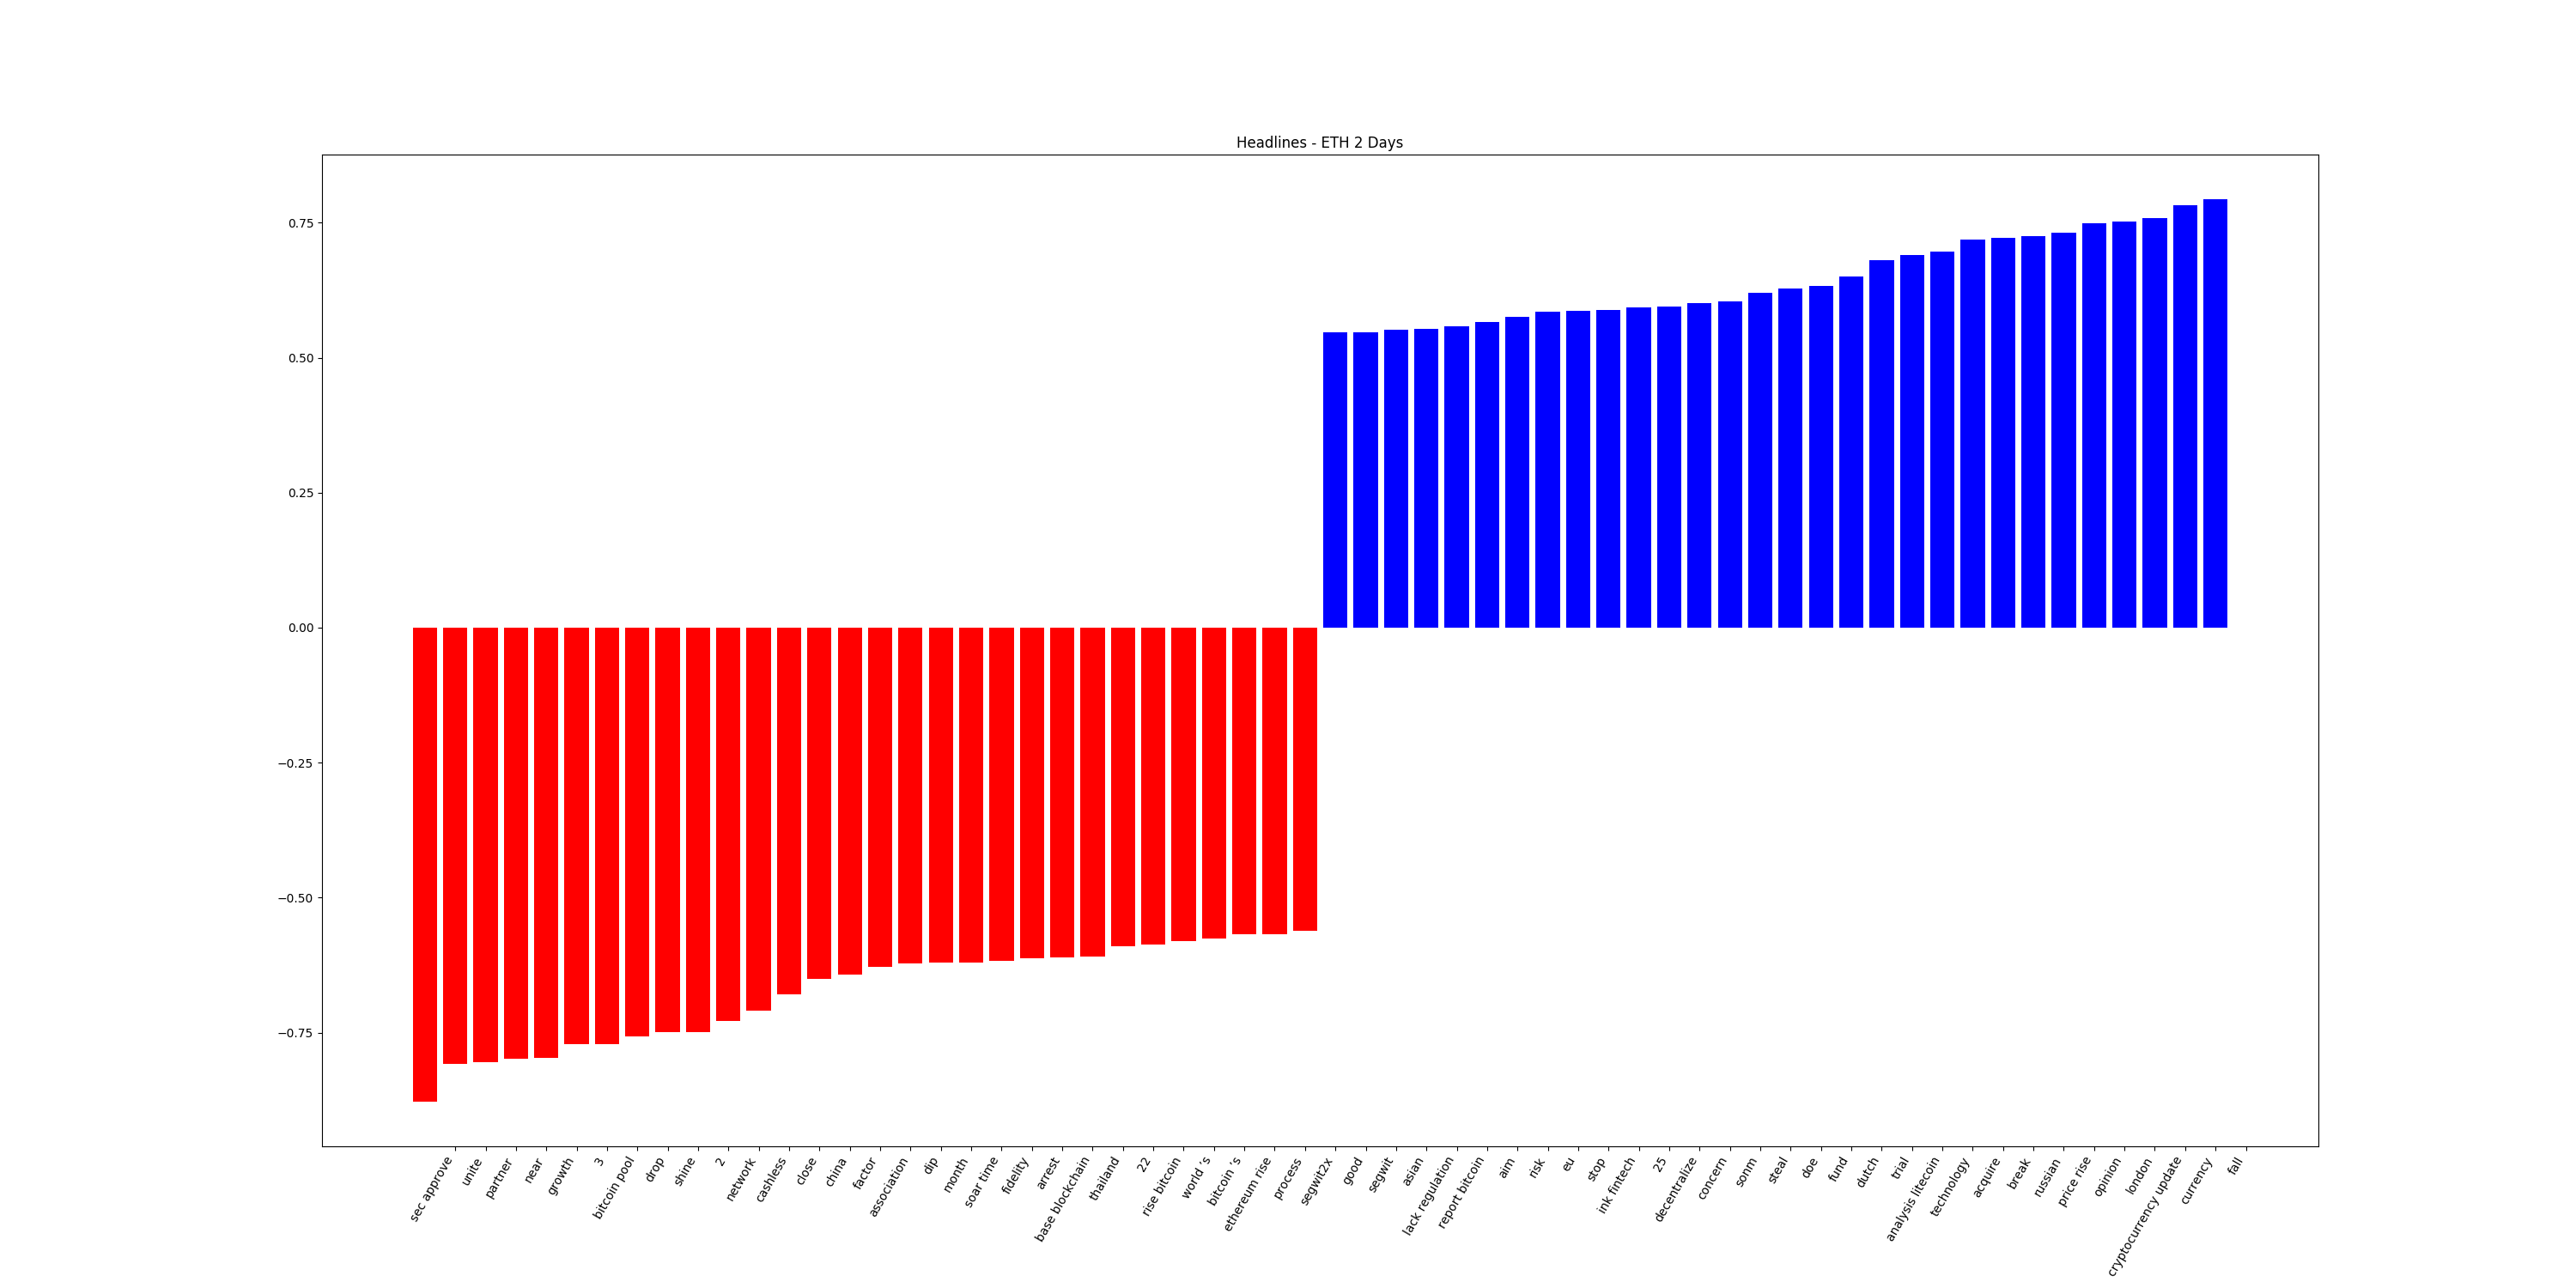 Headlines - ETH 2 Days
0.75
0.50
0.25
0.00
−0.25
−0.50
−0.75
sec approve
unite
partner
near
growth
3
bitcoin pool
drop
shine
2
network
cashless
close
china
factor
association
dip
month
soar time
fidelity
arrest
base blockchain
thailand
22
rise bitcoin
world 's
bitcoin 's
ethereum rise
process
segwit2x
good
segwit
asian
lack regulation
report bitcoin
aim
risk
eu
stop
ink fintech
25
decentralize
concern
sonm
steal
doe
fund
dutch
trial
analysis litecoin
technology
acquire
break
russian
price rise
opinion
london
cryptocurrency update
currency
fall